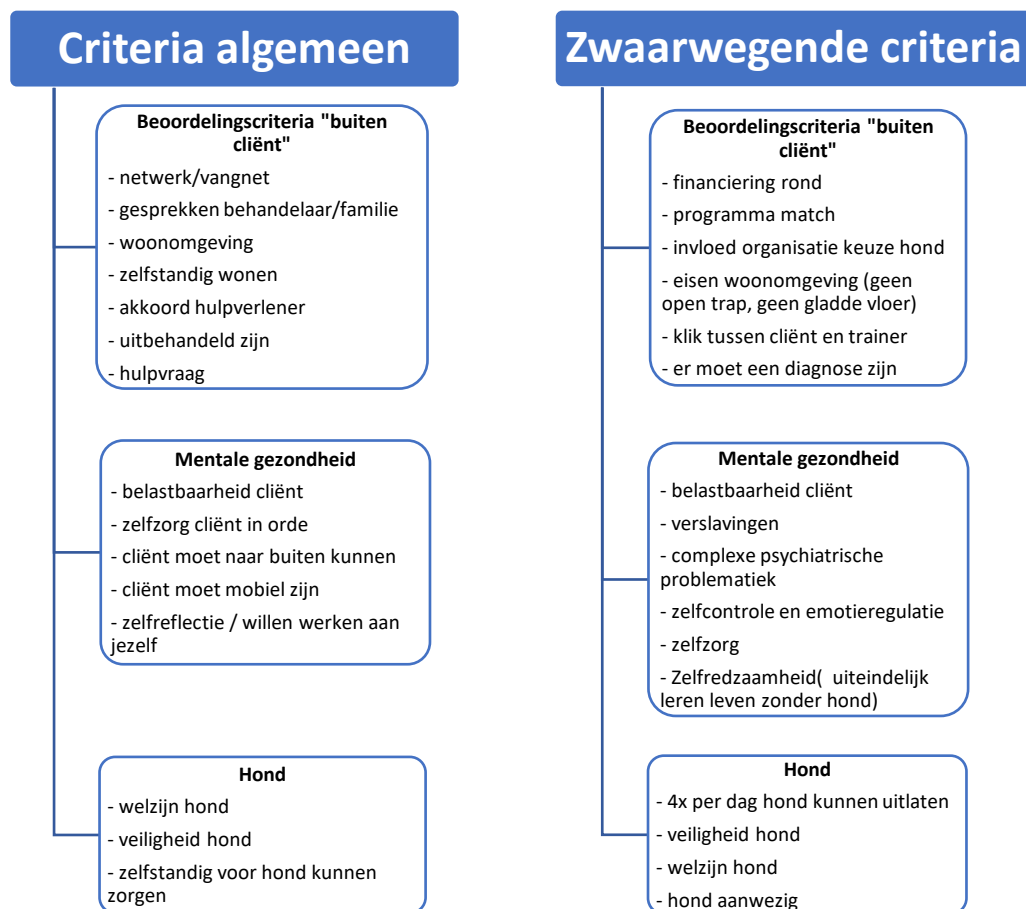 Criteria algemeen
Beoordelingscriteria "buiten
cliënt"
- netwerk/vangnet
- gesprekken behandelaar/familie
- woonomgeving
- zelfstandig wonen
- akkoord hulpverlener
- uitbehandeld zijn
- hulpvraag
Mentale gezondheid
- belastbaarheid cliënt
- zelfzorg cliënt in orde
- cliënt moet naar buiten kunnen
- cliënt moet mobiel zijn
- zelfreflectie / willen werken aan
jezelf
Hond
- welzijn hond
- veiligheid hond
- zelfstandig voor hond kunnen
zorgen
Zwaarwegende criteria
Beoordelingscriteria "buiten
cliënt"
- financiering rond
- programma match
- invloed organisatie keuze hond
- eisen woonomgeving (geen
open trap, geen gladde vloer)
- klik tussen cliënt en trainer
- er moet een diagnose zijn
Mentale gezondheid
- belastbaarheid cliënt
- verslavingen
- complexe psychiatrische
problematiek
- zelfcontrole en emotieregulatie
- zelfzorg
- Zelfredzaamheid( uiteindelijk
leren leven zonder hond)
Hond
- 4x per dag hond kunnen uitlaten
- veiligheid hond
- welzijn hond
- hond aanwezig